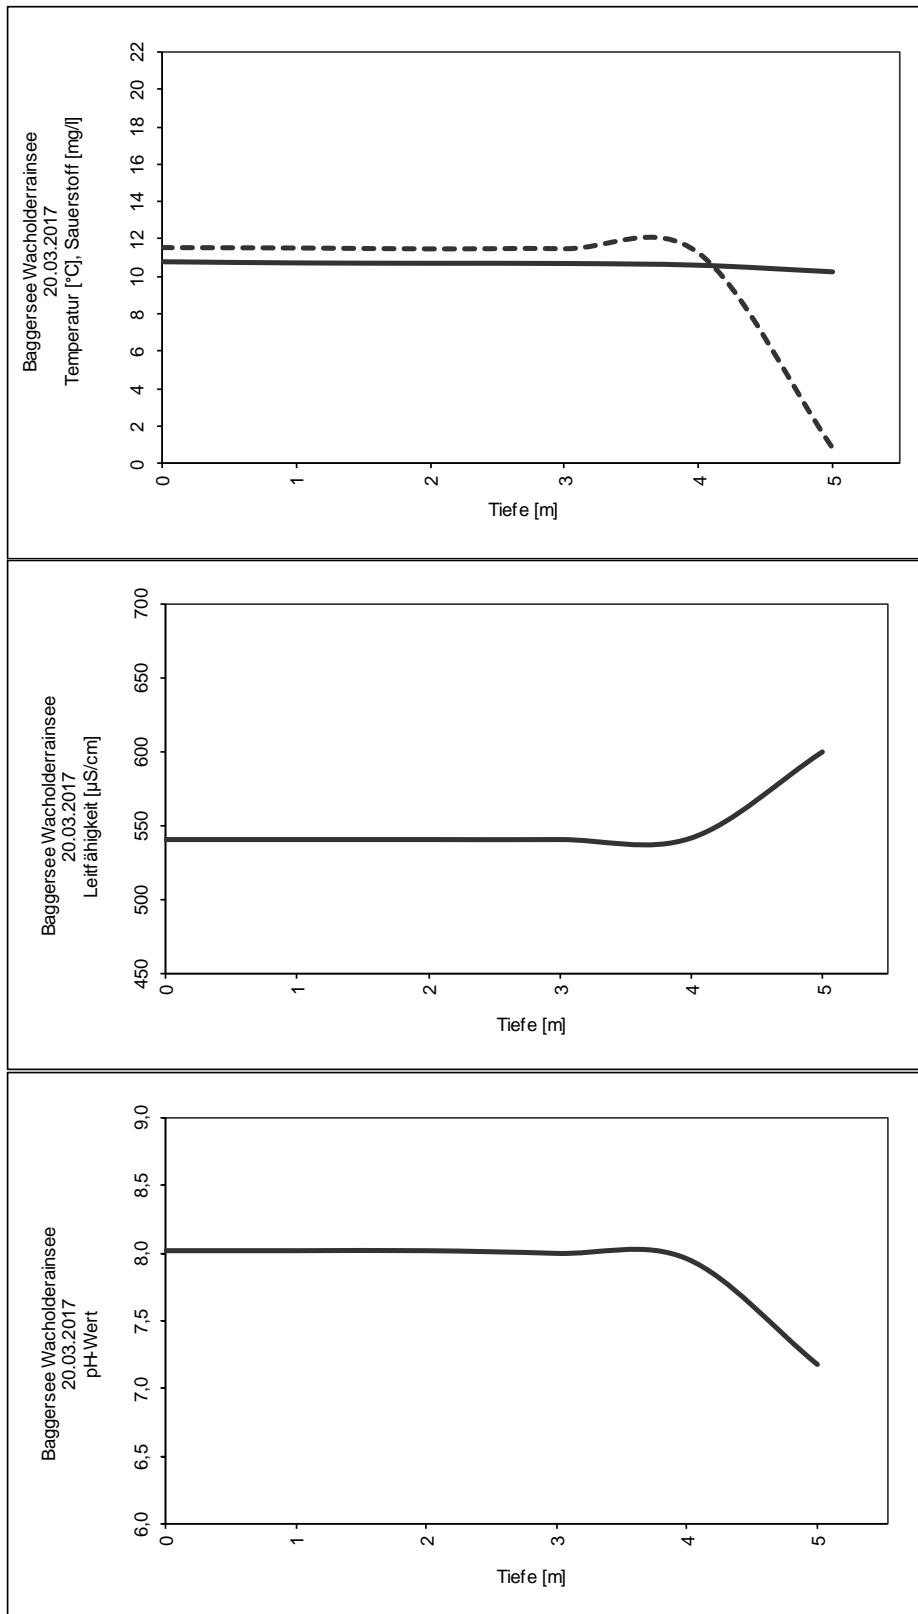 Baggersee Wacholderrainsee
20.03.2017
Temperatur [°C], Sauerstoff [mg/l]
0 2 4 6 8 10 12 14 16 18 20 22
0
1
2
3
4
5
Tiefe [m]
Baggersee Wacholderrainsee
20.03.2017
Leitfähigkeit [µS/cm]
450 500 550 600 650 700
0
1
2
3
4
5
Tiefe [m]
Baggersee Wacholderainsee
20.03.2017
pH-Wert
6,0 6,5 7,0 7,5 8,0 8,5 9,0
0
1
2
3
4
5
Tiefe [m]